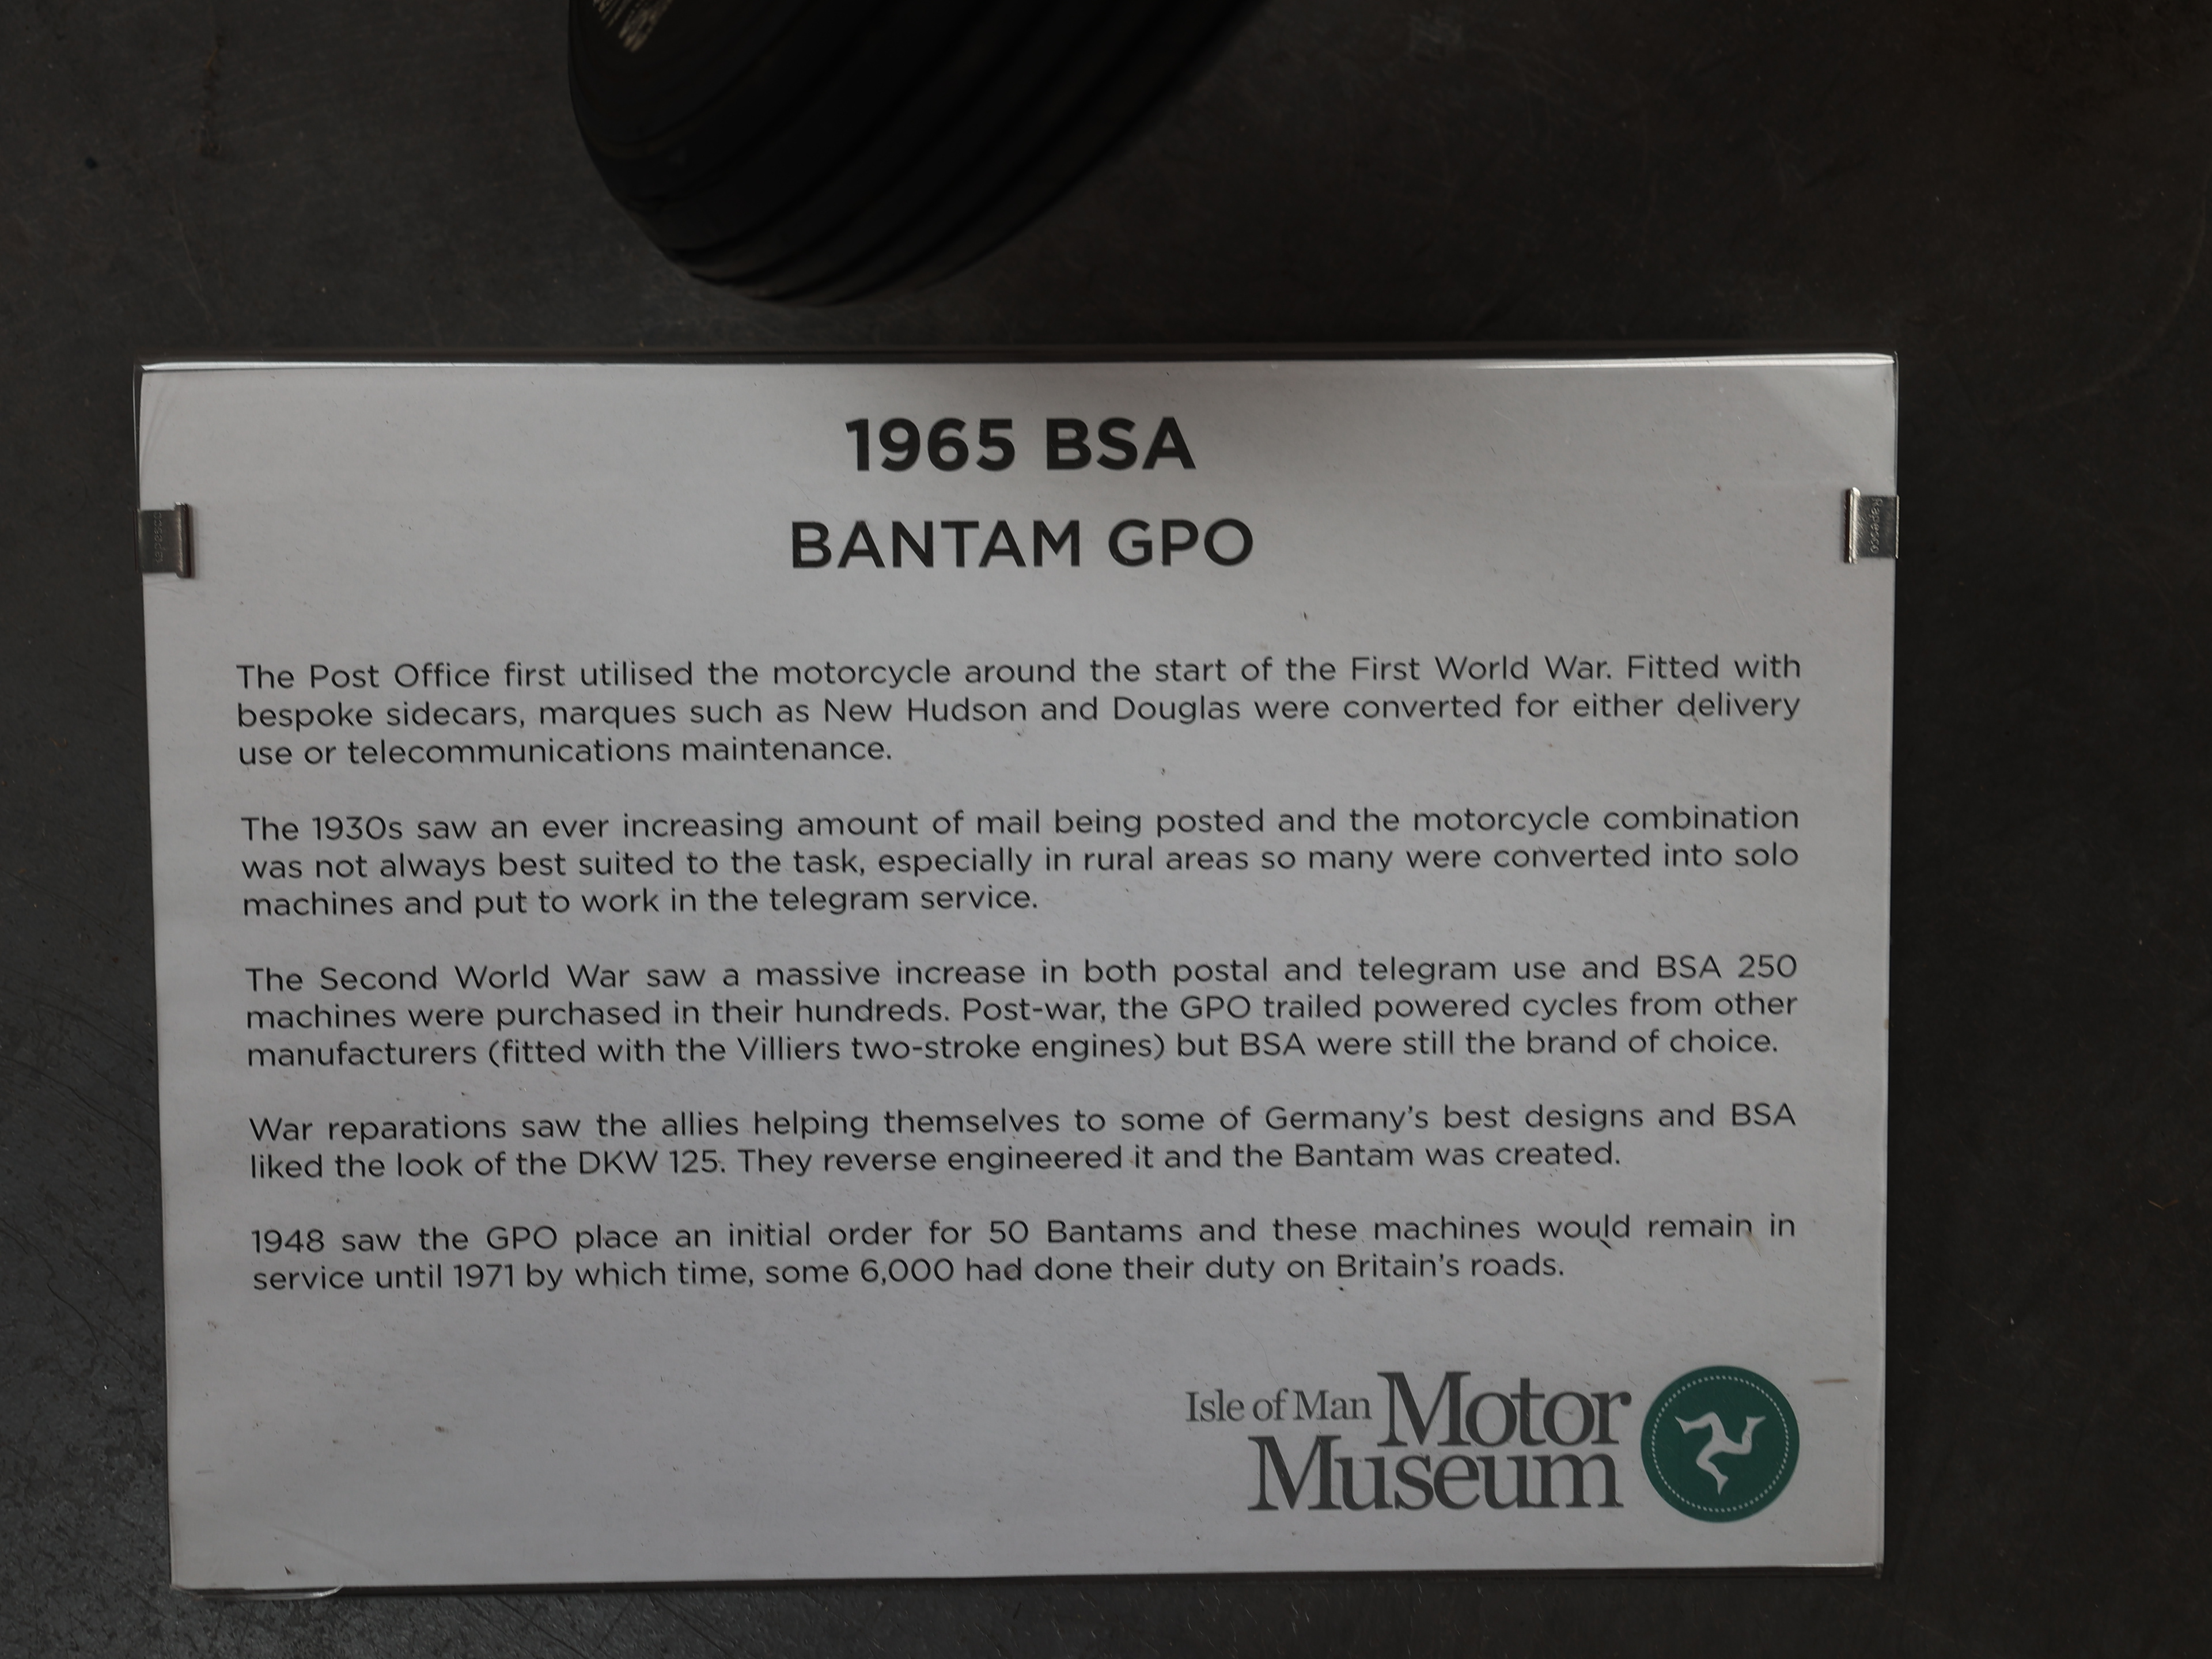 1965 BSA
BANTAM GPO
The Post Office first utilised the motorcycle around the start of the First World War. Fitted with
bespoke sidecars, marques such as New Hudson and Douglas were converted for either delivery
use or telecommunications maintenance.
The 1930s saw an ever increasing amount of mail being posted and the motorcycle combination
was not always best suited to the task, especially in rural areas so many were converted into solo
machines and put to work in the telegram service.
The Second World War saw a massive increase in both postal and telegram use and BSA 250
machines were purchased in their hundreds. Post-war, the GPO trailed powered cycles from other
manufacturers (fitted with the Villiers two-stroke engines) but BSA were still the brand of choice.
War reparations saw the allies helping themselves to some of Germany's best designs and BSA
liked the look of the DKW 125. They reverse engineered it and the Bantam was created.
1948 saw the GPO place an initial order for 50 Bantams and these machines would remain in
service until 1971 by which time, some 6,000 had done their duty on Britain's roads.
Isle of Man Motor
Museum
Rapesco
Rapesco